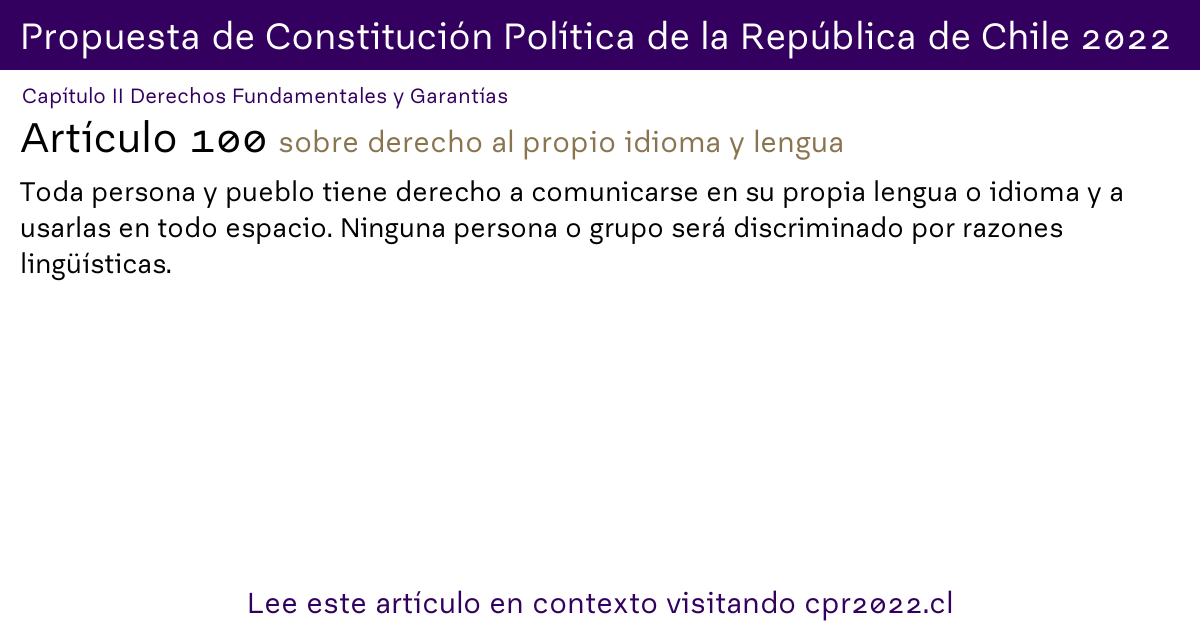 Propuesta de Constitución Política de la República de Chile 2022
Capítulo II Derechos Fundamentales y Garantías
Artículo 100 sobre derecho al propio idioma y lengua
Toda persona y pueblo tiene derecho a comunicarse en su propia lengua o idioma y a
usarlas en todo espacio. Ninguna persona o grupo será discriminado por razones
lingüísticas.
Lee este artículo en contexto visitando cpr2022.cl